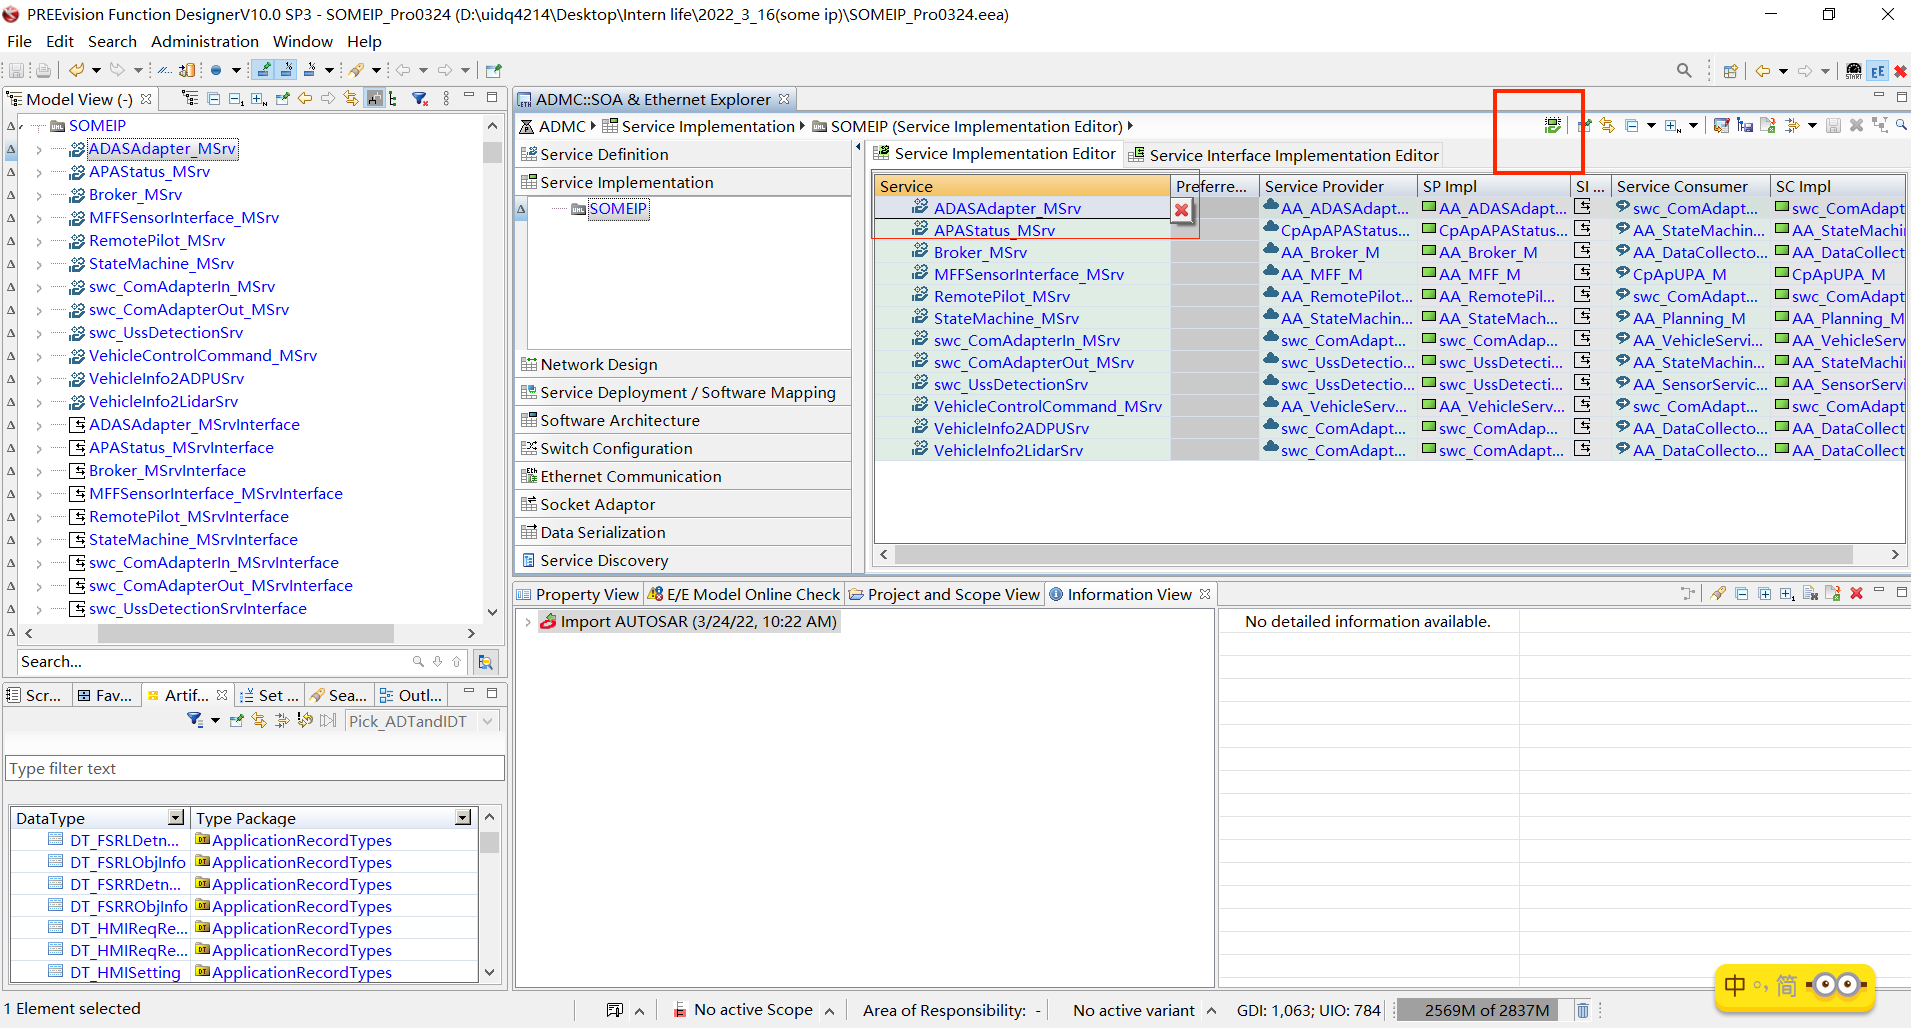 PREEvision Function DesignerV10.0 SP3 - SOMEIP_Pro0324 (D:\uidq4214\Desktop\Intern life\2022_3_16(some ip)\SOMEIP_Pro0324.eea)
File Edit Search Administration Window Help
EE
Model View (-)
SOMEIP
ADASAdapter_MSrv
APAStatus_MSrv
Broker_MSrv
MFFSensorInterface_MSrv
RemotePilot_MSrv
StateMachine_MSrv
swc_ComAdapterIn_MSrv
swc_ComAdapterOut_MSrv
swc_UssDetectionSrv
VehicleControlCommand_MSrv
VehicleInfo2ADPUSrv
VehicleInfo2LidarSrv
ADASAdapter_MSrvInterface
APAStatus_MSrvInterface
Broker_MSrvInterface
MFFSensorInterface_MSrvInterface
RemotePilot_MSrvInterface
StateMachine_MSrvInterface
swc_ComAdapterIn_MSrvInterface
swc_ComAdapterOut_MSrvInterface
swc_UssDetectionSrvInterface
Search...
Scr... Fav... Artif... Set ... Sea... Outl...
Pick_ADTandIDT
Type filter text
DataType Type Package
DT_FSRLDetn... ApplicationRecordTypes
DT_FSRLObjInfo ApplicationRecordTypes
DT_FSRRDetn... ApplicationRecordTypes
DT_FSRRObjInfo ApplicationRecordTypes
DT_HMIReqRe... ApplicationRecordTypes
DT_HMIReqRe... ApplicationRecordTypes
DT_HMISetting ApplicationRecordTypes
ADMC::SOA & Ethernet Explorer
ADMC Service Implementation SOMEIP (Service Implementation Editor)
Service Definition
Service Implementation
SOMEIP
Network Design
Service Deployment / Software Mapping
Software Architecture
Switch Configuration
Ethernet Communication
Socket Adaptor
Data Serialization
Service Discovery
Service Implementation Editor Service Interface Implementation Editor
Service Preferre... Service Provider SP Impl SI ... Service Consumer SC Impl
ADASAdapter_MSrv AA_ADASAdapt... AA_ADASAdapt... swc_ComAdapt... swc_ComAdapt
APAStatus_MSrv CpApAPAStatus... CpApAPAStatus... AA_StateMachin... AA_StateMachi
Broker_MSrv AA_Broker_M AA_Broker_M AA_DataCollecto... AA_DataCollect
MFFSensorInterface_MSrv AA_MFF_M AA_MFF_M CpApUPA_M CpApUPA_M
RemotePilot_MSrv AA_RemotePilot... AA_RemotePil... swc_ComAdapt... swc_ComAdapt
StateMachine_MSrv AA_StateMachin... AA_StateMach... AA_Planning_M AA_Planning_M
swc_ComAdapterIn_MSrv swc_ComAdapt... swc_ComAdap... AA_VehicleServi... AA_VehicleServ
swc_ComAdapterOut_MSrv swc_UssDetectio... swc_UssDetecti... AA_StateMachin... AA_StateMachi
swc_UssDetectionSrv swc_UssDetectio... swc_UssDetecti... AA_SensorServic... AA_SensorServi
VehicleControlCommand_MSrv AA_VehicleServ... AA_VehicleServ... swc_ComAdapt... swc_ComAdapt
VehicleInfo2ADPUSrv swc_ComAdapt... swc_ComAdap... AA_DataCollecto... AA_DataCollect
VehicleInfo2LidarSrv swc_ComAdapt... swc_ComAdapt... AA_DataCollecto... AA_DataCollect
Property View E/E Model Online Check Project and Scope View Information View
Import AUTOSAR (3/24/22, 10:22 AM)
No detailed information available.
中 简
1 Element selected No active Scope Area of Responsibility: - No active variant GDI: 1,063; UIO: 784 2569M of 2837M